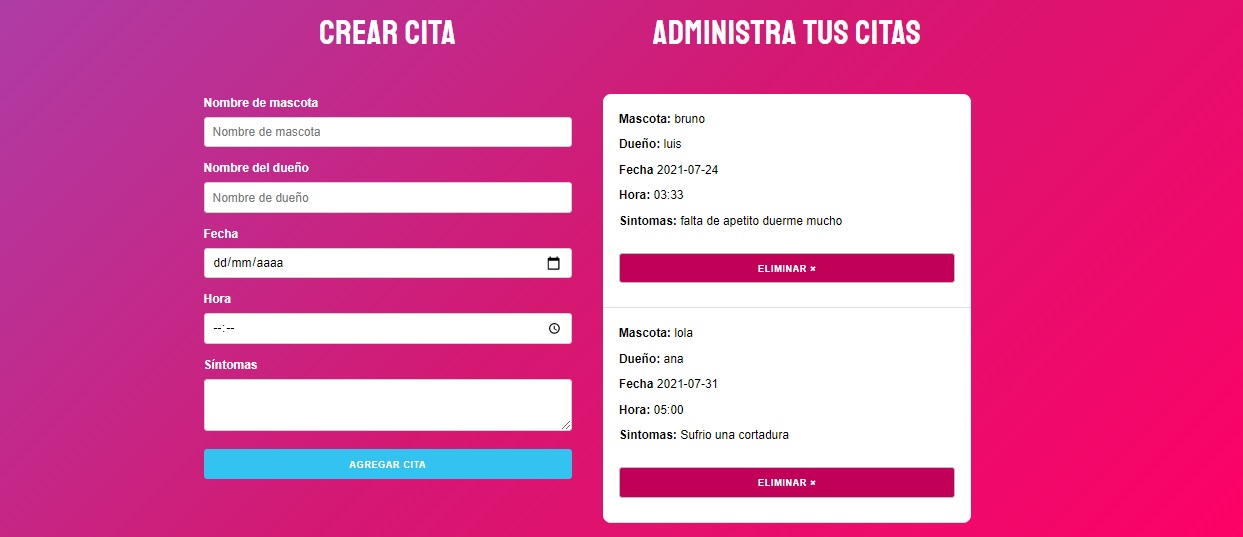 CREAR CITA
Nombre de mascota
Nombre de mascota
Nombre del dueño
Nombre de dueño
Fecha
dd/mm/aaaa
Hora
--:--
Síntomas
AGREGAR CITA
ADMINISTRA TUS CITAS
Mascota: bruno
Dueño: luis
Fecha 2021-07-24
Hora: 03:33
Sintomas: falta de apetito duerme mucho
ELIMINAR ×
Mascota: lola
Dueño: ana
Fecha 2021-07-31
Hora: 05:00
Sintomas: Sufrio una cortadura
ELIMINAR ×